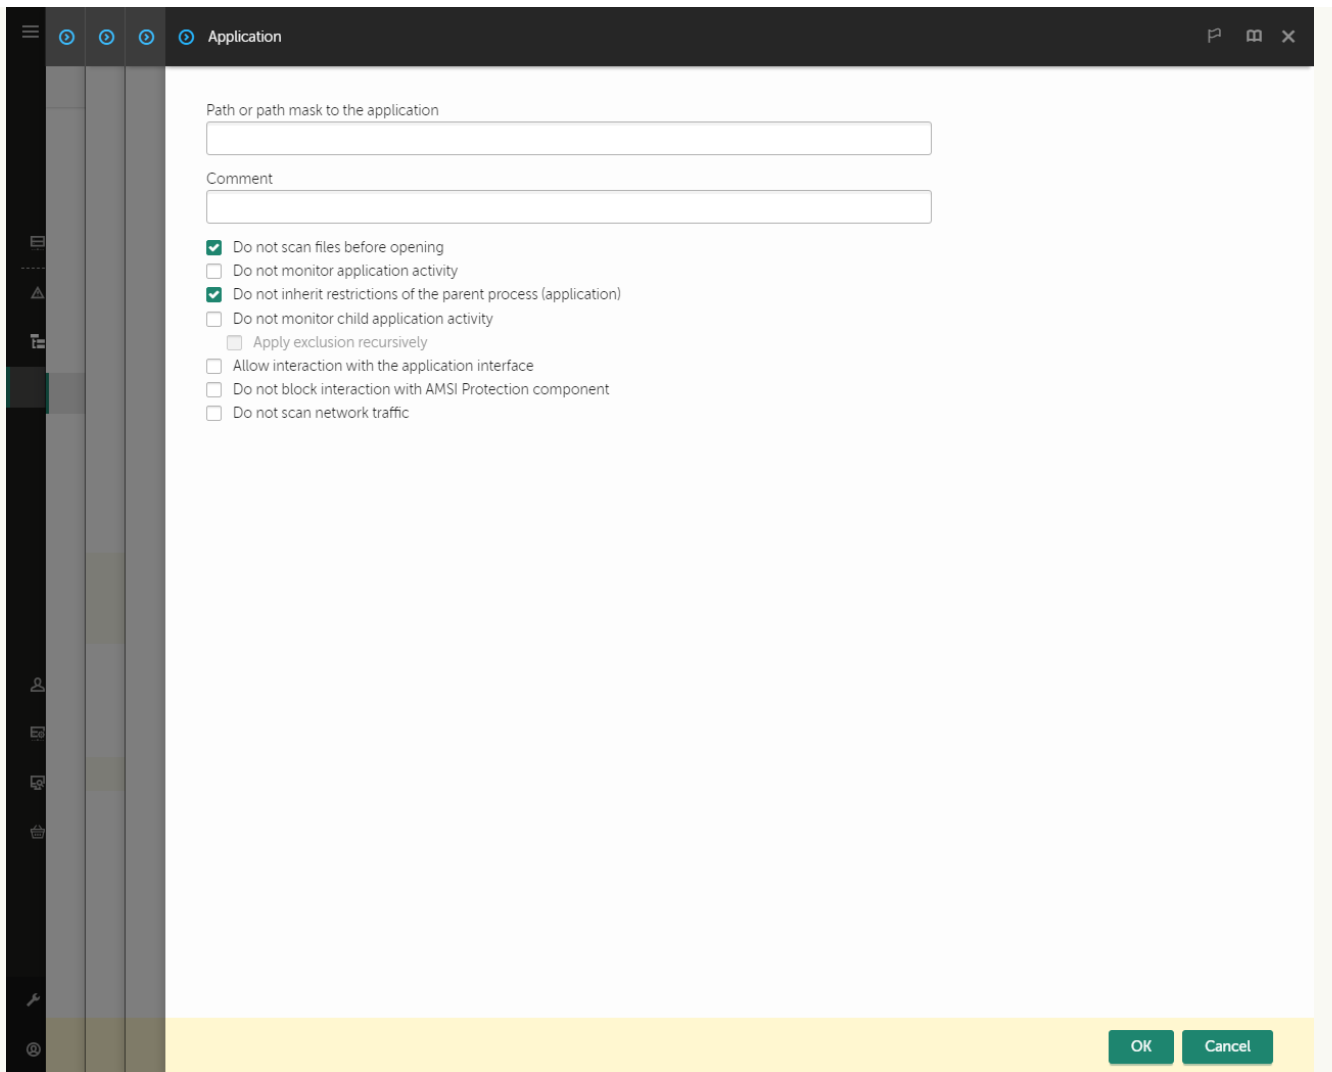 Application
Path or path mask to the application
Comment
Do not scan files before opening
Do not monitor application activity
Do not inherit restrictions of the parent process (application)
Do not monitor child application activity
Apply exclusion recursively
Allow interaction with the application interface
Do not block interaction with AMSI Protection component
Do not scan network traffic
OK
Cancel